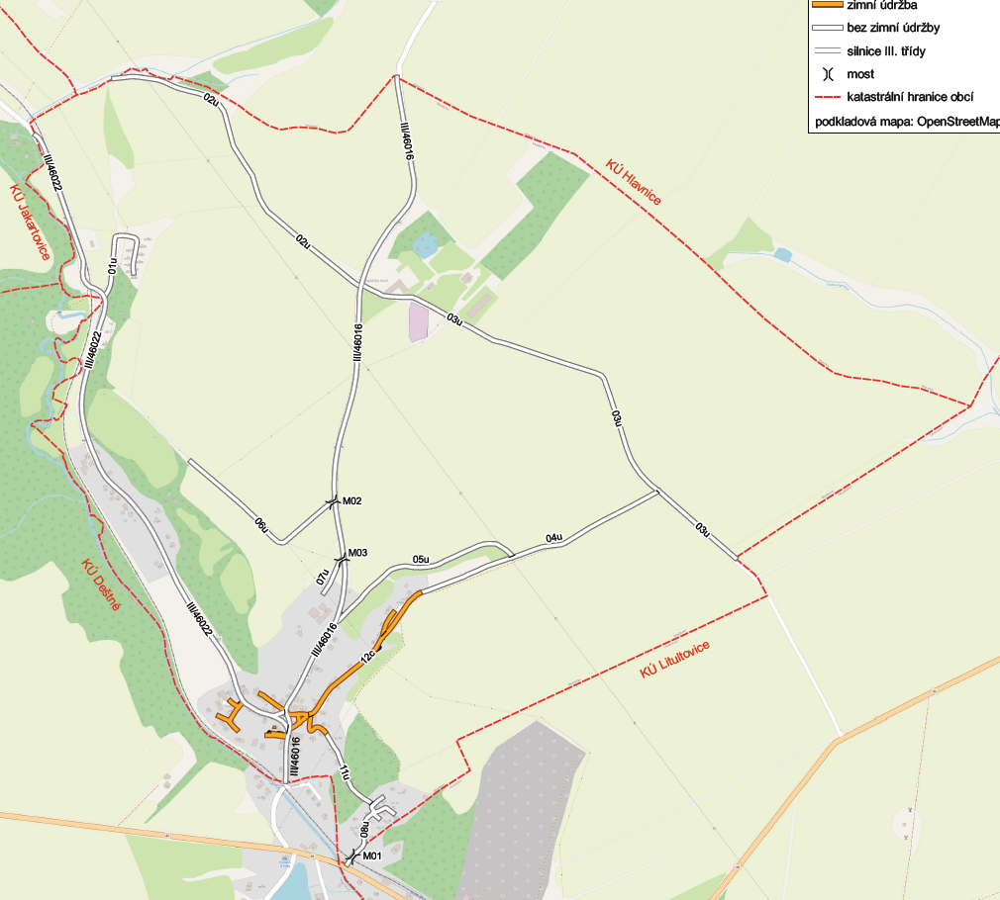 zimní údržba
bez zimní údržby
silnice III. třídy
most
katastrální hranice obcí
podkladová mapa: OpenStreetMap
02u
III/46016
III/46022
KÚ Hlavnice
KÚ Jakartovice
02u
01u
03u
III/46016
III/46022
03u
M02
06u
03u
04u
M03
05u
07u
KÚ Deštné
III/46022
III/46016
12c
KÚ Litultovice
III/46016
11u
08u
M01